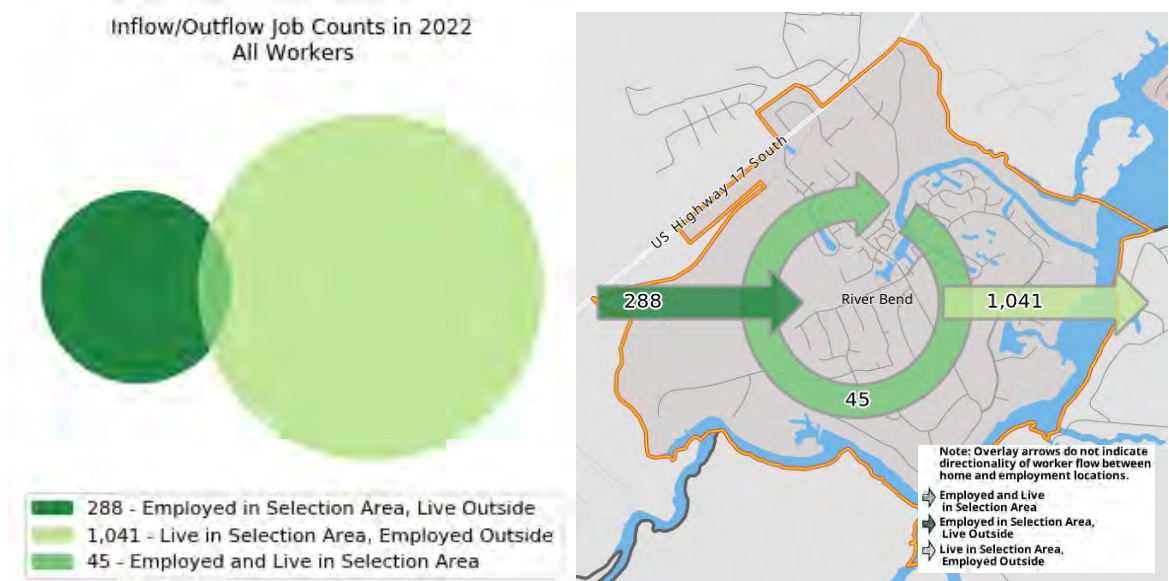 Inflow/Outflow Job Counts in 2022
All Workers
288 - Employed in Selection Area, Live Outside
1,041 - Live in Selection Area, Employed Outside
45 - Employed and Live in Selection Area
US Highway 17 South
288
River Bend
1,041
45
Note: Overlay arrows do not indicate
directionality of worker flow between
home and employment locations.
Employed and Live
in Selection Area
Employed in Selection Area,
Live Outside
Live in Selection Area,
Employed Outside